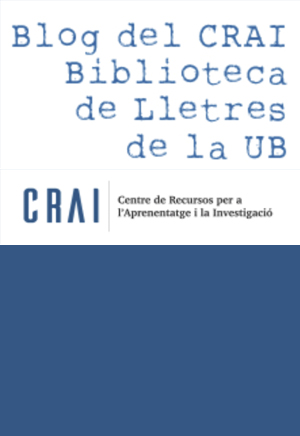 Blog del CRAI
Biblioteca
de Lletres
de la UB
CRAI
Centre de Recursos per a
l'Aprenentatge i la Investigació